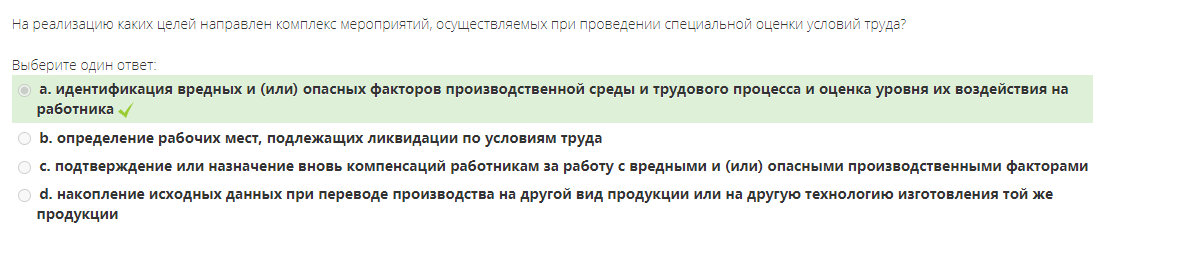 На реализацию каких целей направлен комплекс мероприятий, осуществляемых при проведении специальной оценки условий труда?
Выберите один ответ:
a. идентификация вредных и (или) опасных факторов производственной среды и трудового процесса и оценка уровня их воздействия на
работника
b. определение рабочих мест, подлежащих ликвидации по условиям труда
c. подтверждение или назначение вновь компенсаций работникам за работу с вредными и (или) опасными производственными факторами
d. накопление исходных данных при переводе производства на другой вид продукции или на другую технологию изготовления той же
продукции